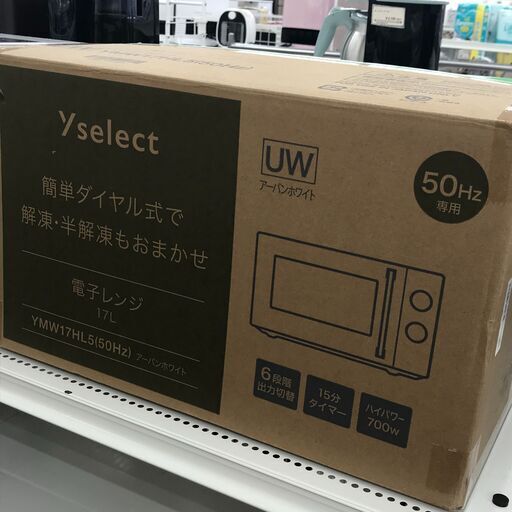 HL5(50Hz)
Yselect
簡単ダイヤル式で
解凍・半解凍もおまかせ
電子レンジ
17L
YMW17HL5(50Hz) アーバンホワイト
UW
アーバンホワイト
50Hz
専用
6段階
出力切替
15分
タイマー
ハイパワー
700W